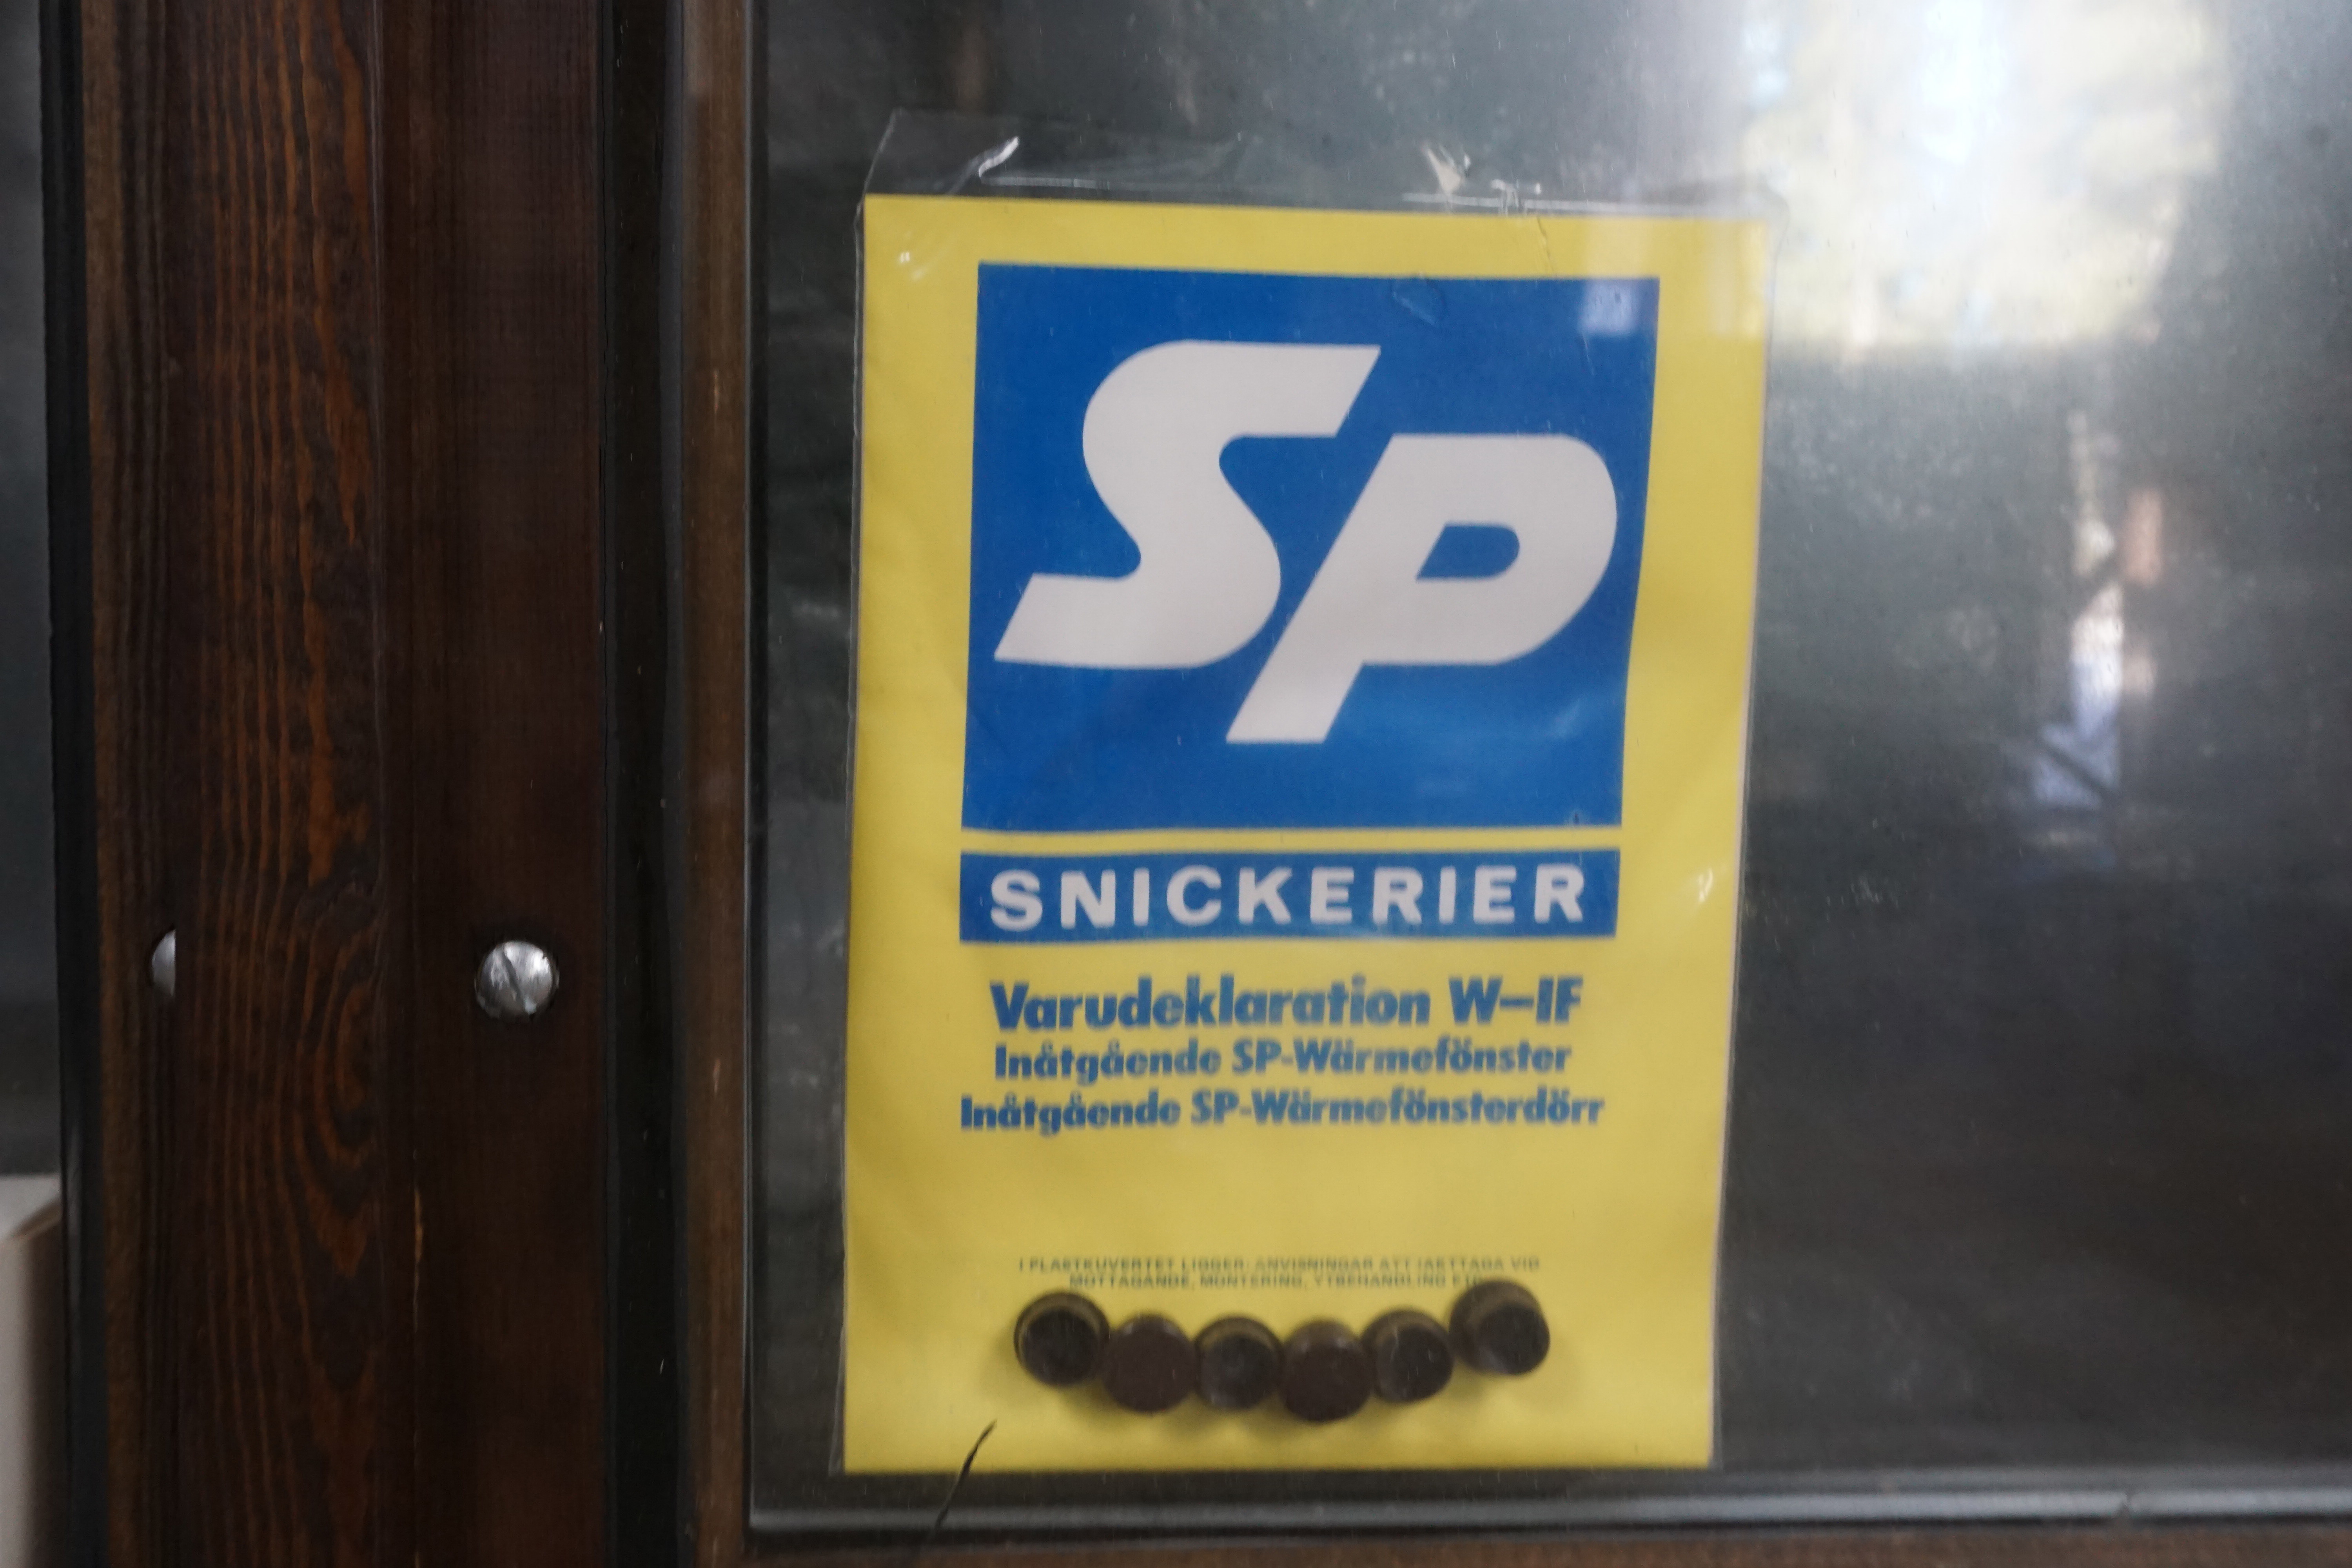 SP
SNICKERIER
Varudeklaration W–IF
Inåtgående SP-Wärmefönster
Inåtgående SP-Wärmefönsterdörr
I PLASTKUVERTET LIGGER: ANVISNINGAR ATT IAKTTAGA VID
MOTTAGANDE, MONTERING, YTBEHANDLING ETC.